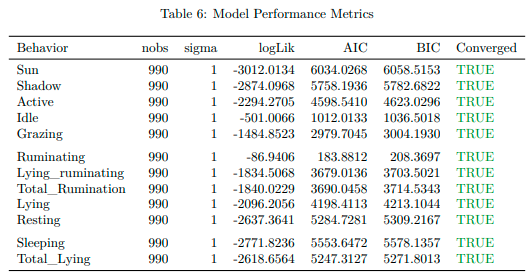 Table 6: Model Performance Metrics
Behavior nobs sigma logLik AIC BIC Converged
Sun 990 1 -3012.0134 6034.0268 6058.5153 TRUE
Shadow 990 1 -2874.0968 5758.1936 5782.6822 TRUE
Active 990 1 -2294.2705 4598.5410 4623.0296 TRUE
Idle 990 1 -501.0066 1012.0133 1036.5018 TRUE
Grazing 990 1 -1484.8523 2979.7045 3004.1930 TRUE
Ruminating 990 1 -86.9406 183.8812 208.3697 TRUE
Lying_ruminating 990 1 -1834.5068 3679.0136 3703.5021 TRUE
Total_Rumination 990 1 -1840.0229 3690.0458 3714.5343 TRUE
Lying 990 1 -2096.2056 4198.4113 4213.1044 TRUE
Resting 990 1 -2637.3641 5284.7281 5309.2167 TRUE
Sleeping 990 1 -2771.8236 5553.6472 5578.1357 TRUE
Total_Lying 990 1 -2618.6564 5247.3127 5271.8013 TRUE